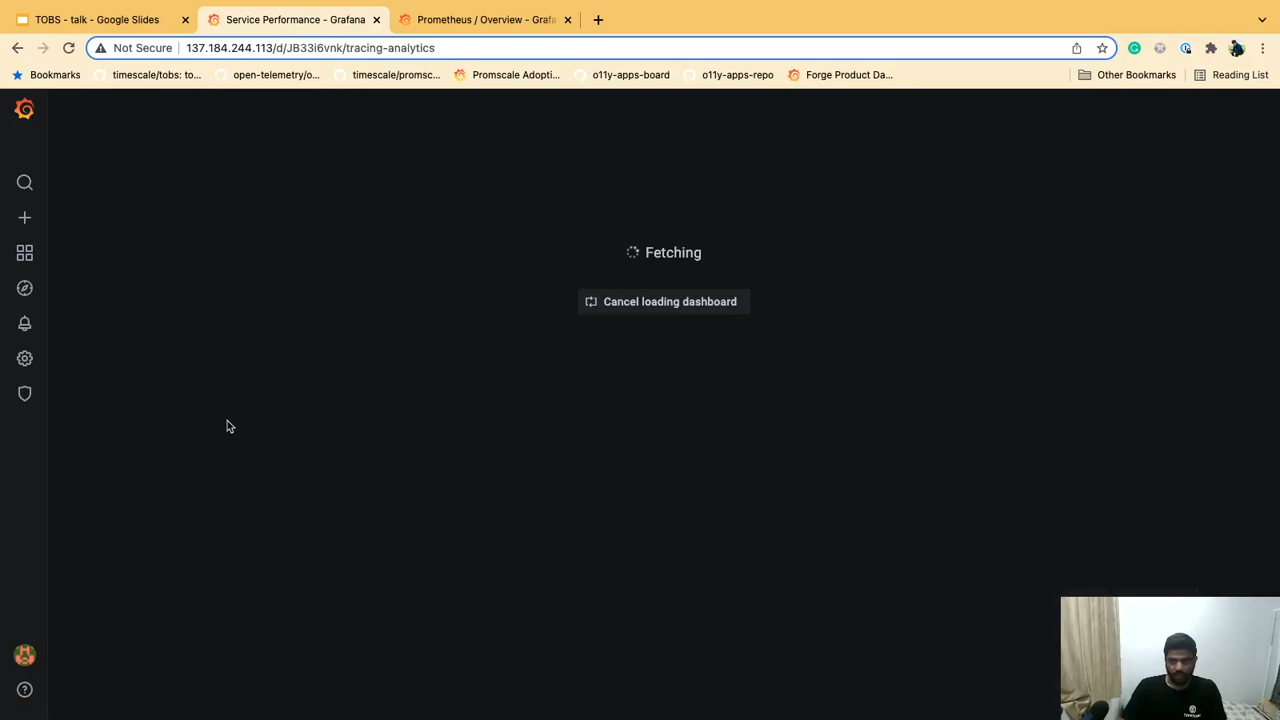 TOBS - talk - Google Slides
Service Performance - Grafana
Prometheus / Overview - Grafa
Not Secure
137.184.244.113/d/JB33i6vnk/tracing-analytics
Bookmarks
timescale/tobs: to...
open-telemetry/o...
timescale/promsc...
Promscale Adopti...
o11y-apps-board
o11y-apps-repo
Forge Product Da...
Other Bookmarks
Reading List
Fetching
Cancel loading dashboard